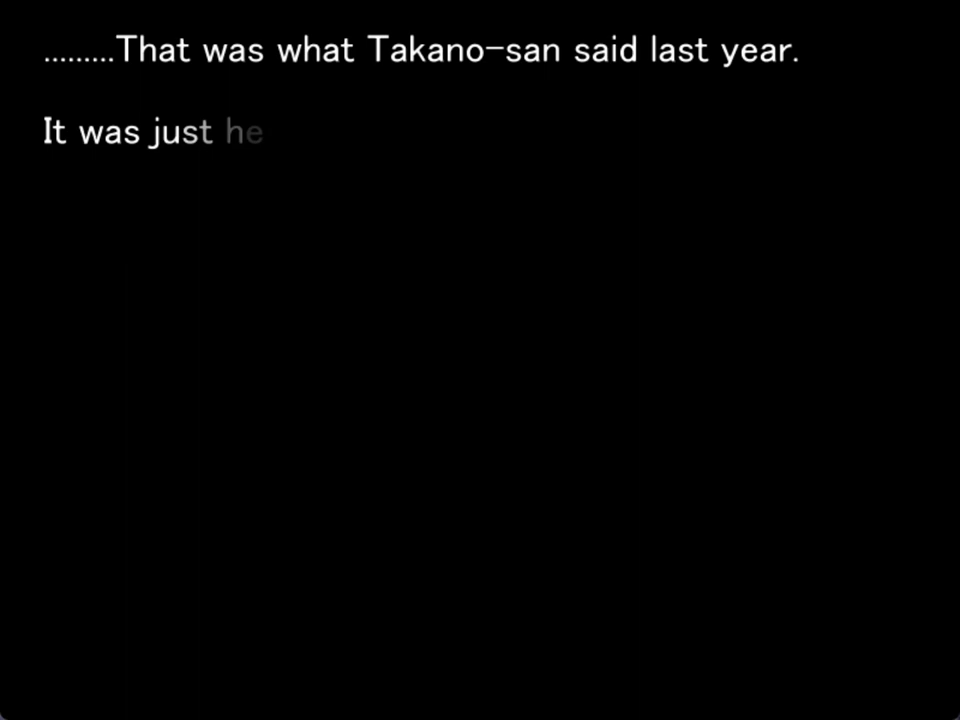 .........That was what Takano-san said last year.
It was just he